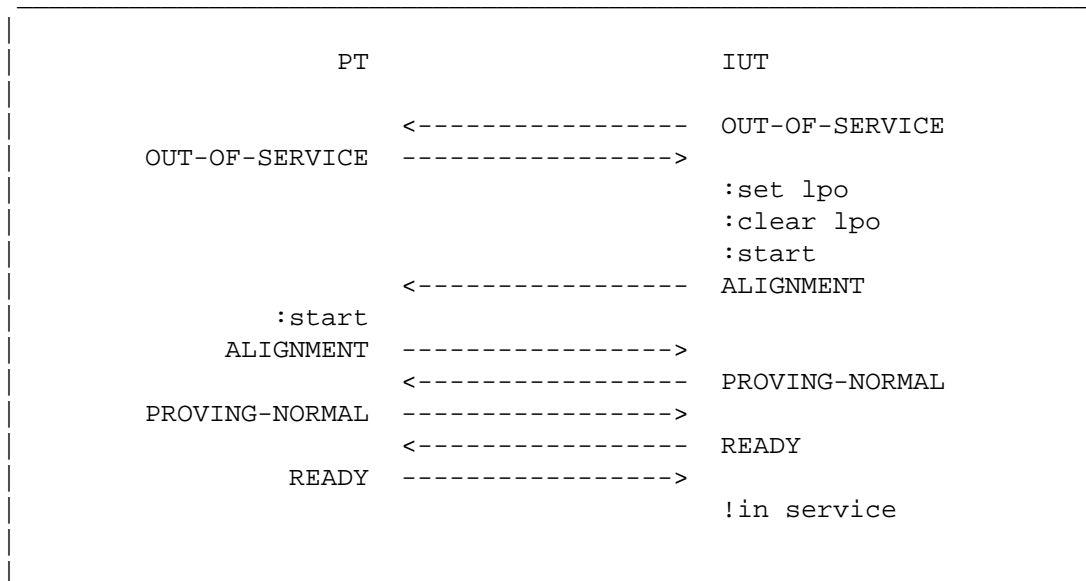 PT IUT
<----------------- OUT-OF-SERVICE
OUT-OF-SERVICE ----------------->
:set lpo
:clear lpo
:start
<----------------- ALIGNMENT
:start
ALIGNMENT ----------------->
<----------------- PROVING-NORMAL
PROVING-NORMAL ----------------->
<----------------- READY
READY ----------------->
!in service